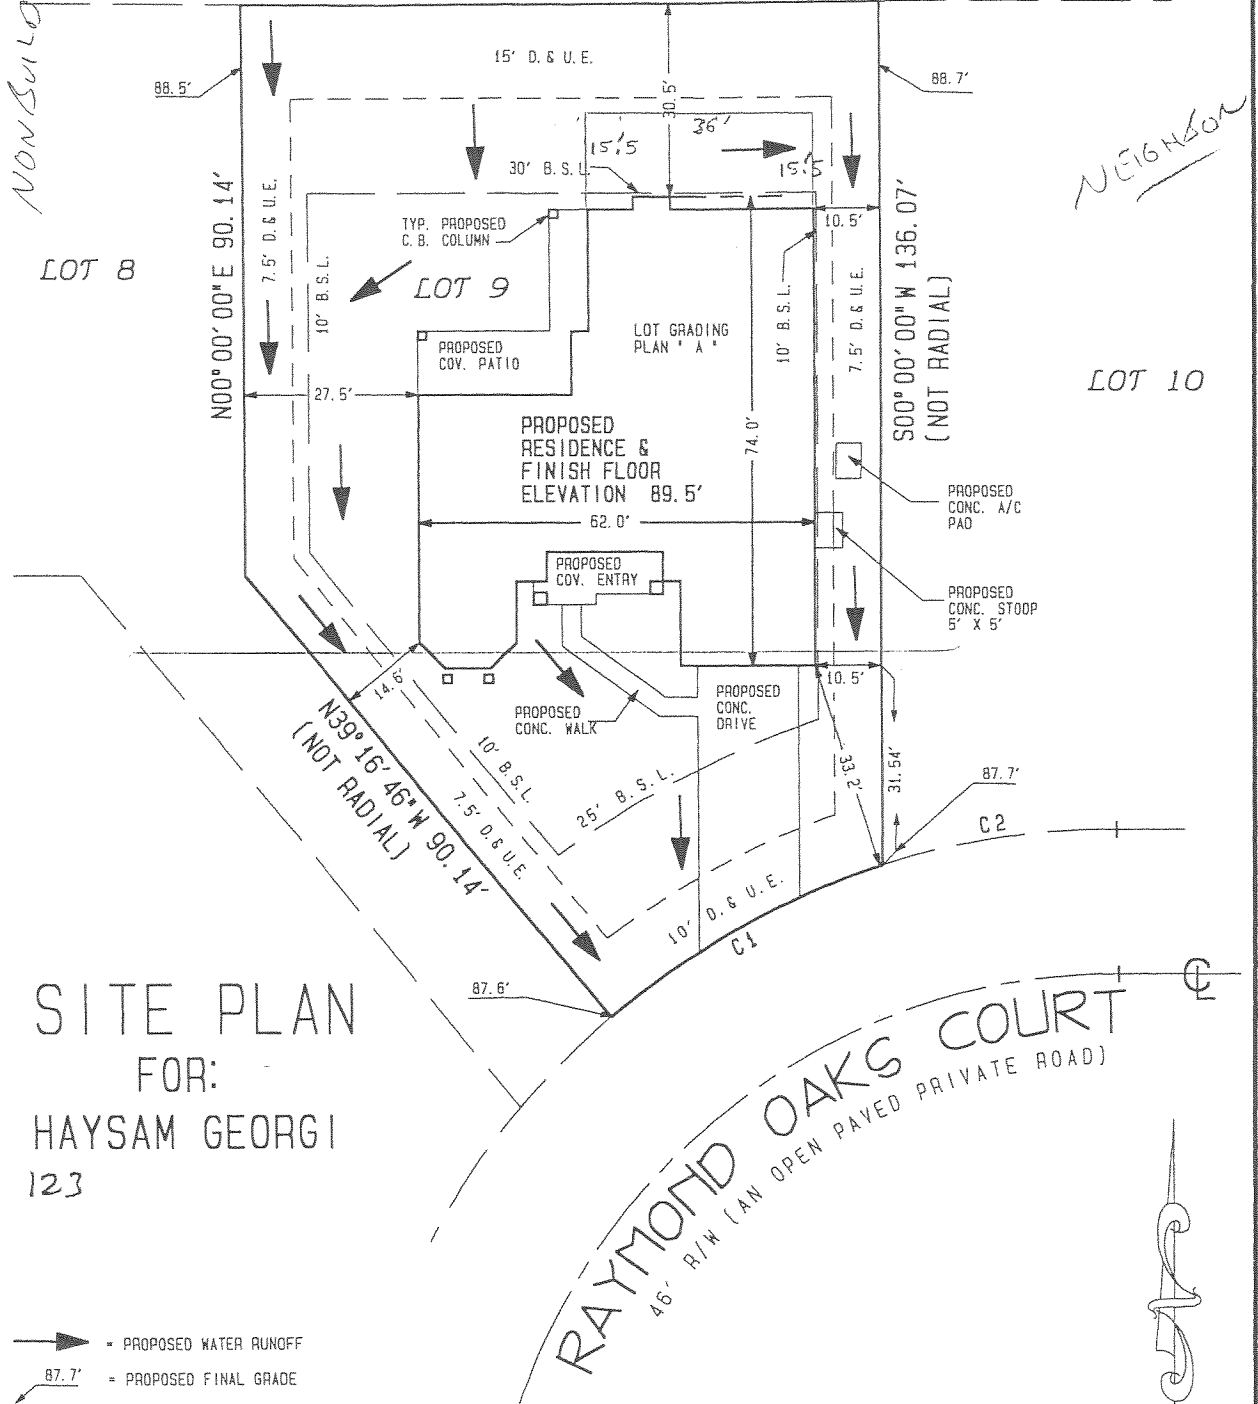 NON BUILD
15' D. & U.E.
88.5'
88.7'
30.5'
36'
15'.5
15'.5
NEIGHBOR
30' B.S.L.
TYP. PROPOSED
C.B. COLUMN
10.5'
LOT 8
N00°00'00"E 90.14'
7.5' D.& U.E.
10' B.S.L.
LOT 9
LOT GRADING
PLAN "A"
10' B.S.L.
7.5' D.& U.E.
S00°00'00"W 136.07'
(NOT RADIAL)
PROPOSED
COV. PATIO
LOT 10
27.5'
74.0'
PROPOSED
RESIDENCE &
FINISH FLOOR
ELEVATION 89.5'
62.0'
PROPOSED
CONC. A/C
PAD
PROPOSED
COV. ENTRY
PROPOSED
CONC. STOOP
5' X 5'
14.6'
10.5'
PROPOSED
CONC. WALK
PROPOSED
CONC.
DRIVE
N39°16'46"W 90.14'
(NOT RADIAL)
10' B.S.L.
7.5' D.& U.E.
25' B.S.L.
33.2'
31.54'
87.7'
C2
10' D. & U.E.
C1
87.6'
SITE PLAN
FOR:
HAYSAM GEORGI
123
RAYMOND OAKS COURT
46' R/W (AN OPEN PAVED PRIVATE ROAD)
℄
= PROPOSED WATER RUNOFF
87.7' = PROPOSED FINAL GRADE